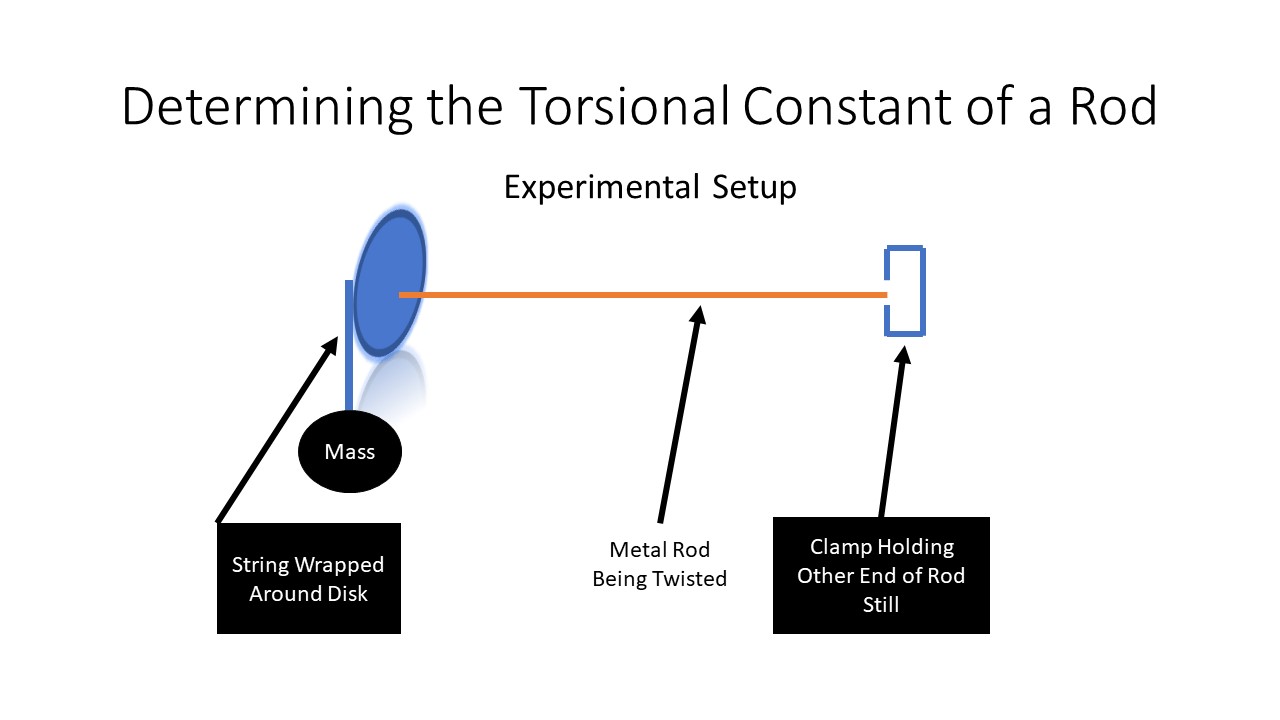 Determining the Torsional Constant of a Rod
Experimental Setup
Mass
String Wrapped
Around Disk
Metal Rod
Being Twisted
Clamp Holding
Other End of Rod
Still